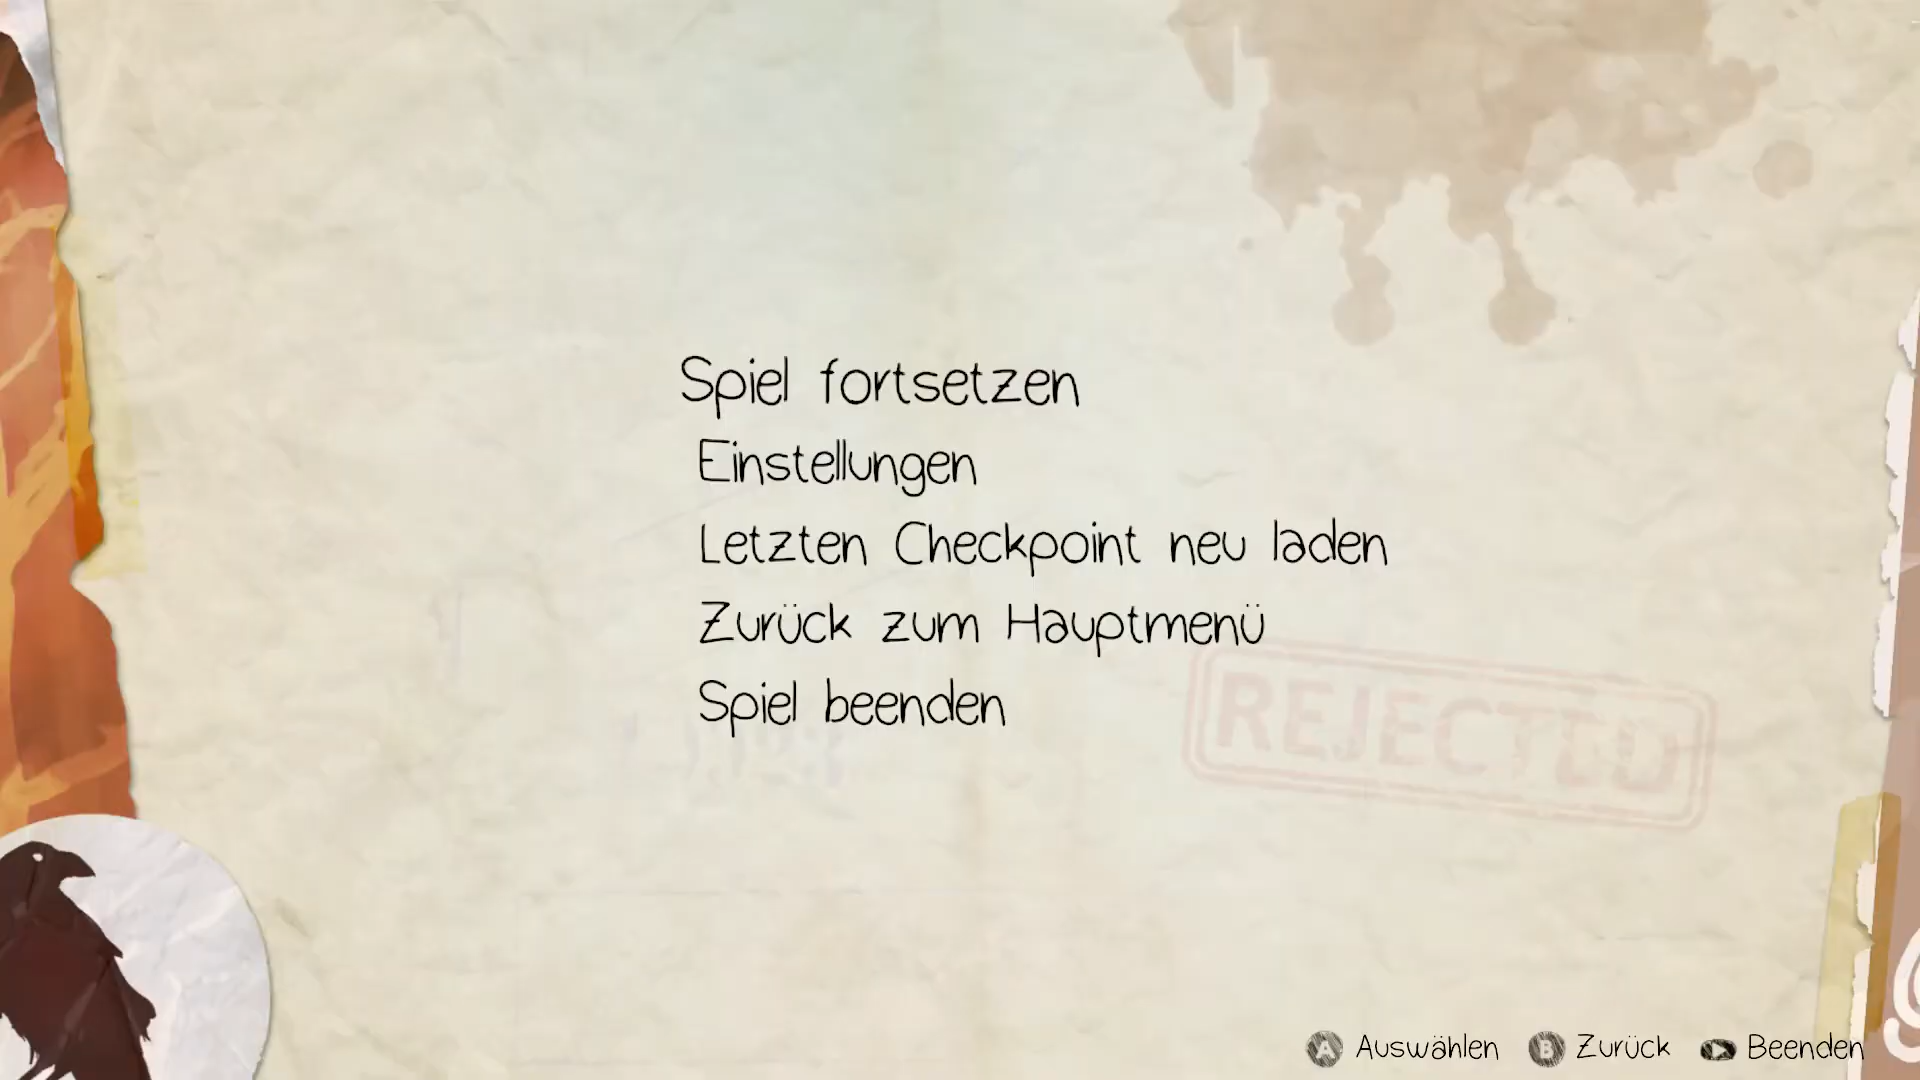 Spiel fortsetzen
Einstellungen
Letzten Checkpoint neu laden
Zurück zum Hauptmenü
Spiel beenden
REJECTED
A Auswählen B Zurück Beenden